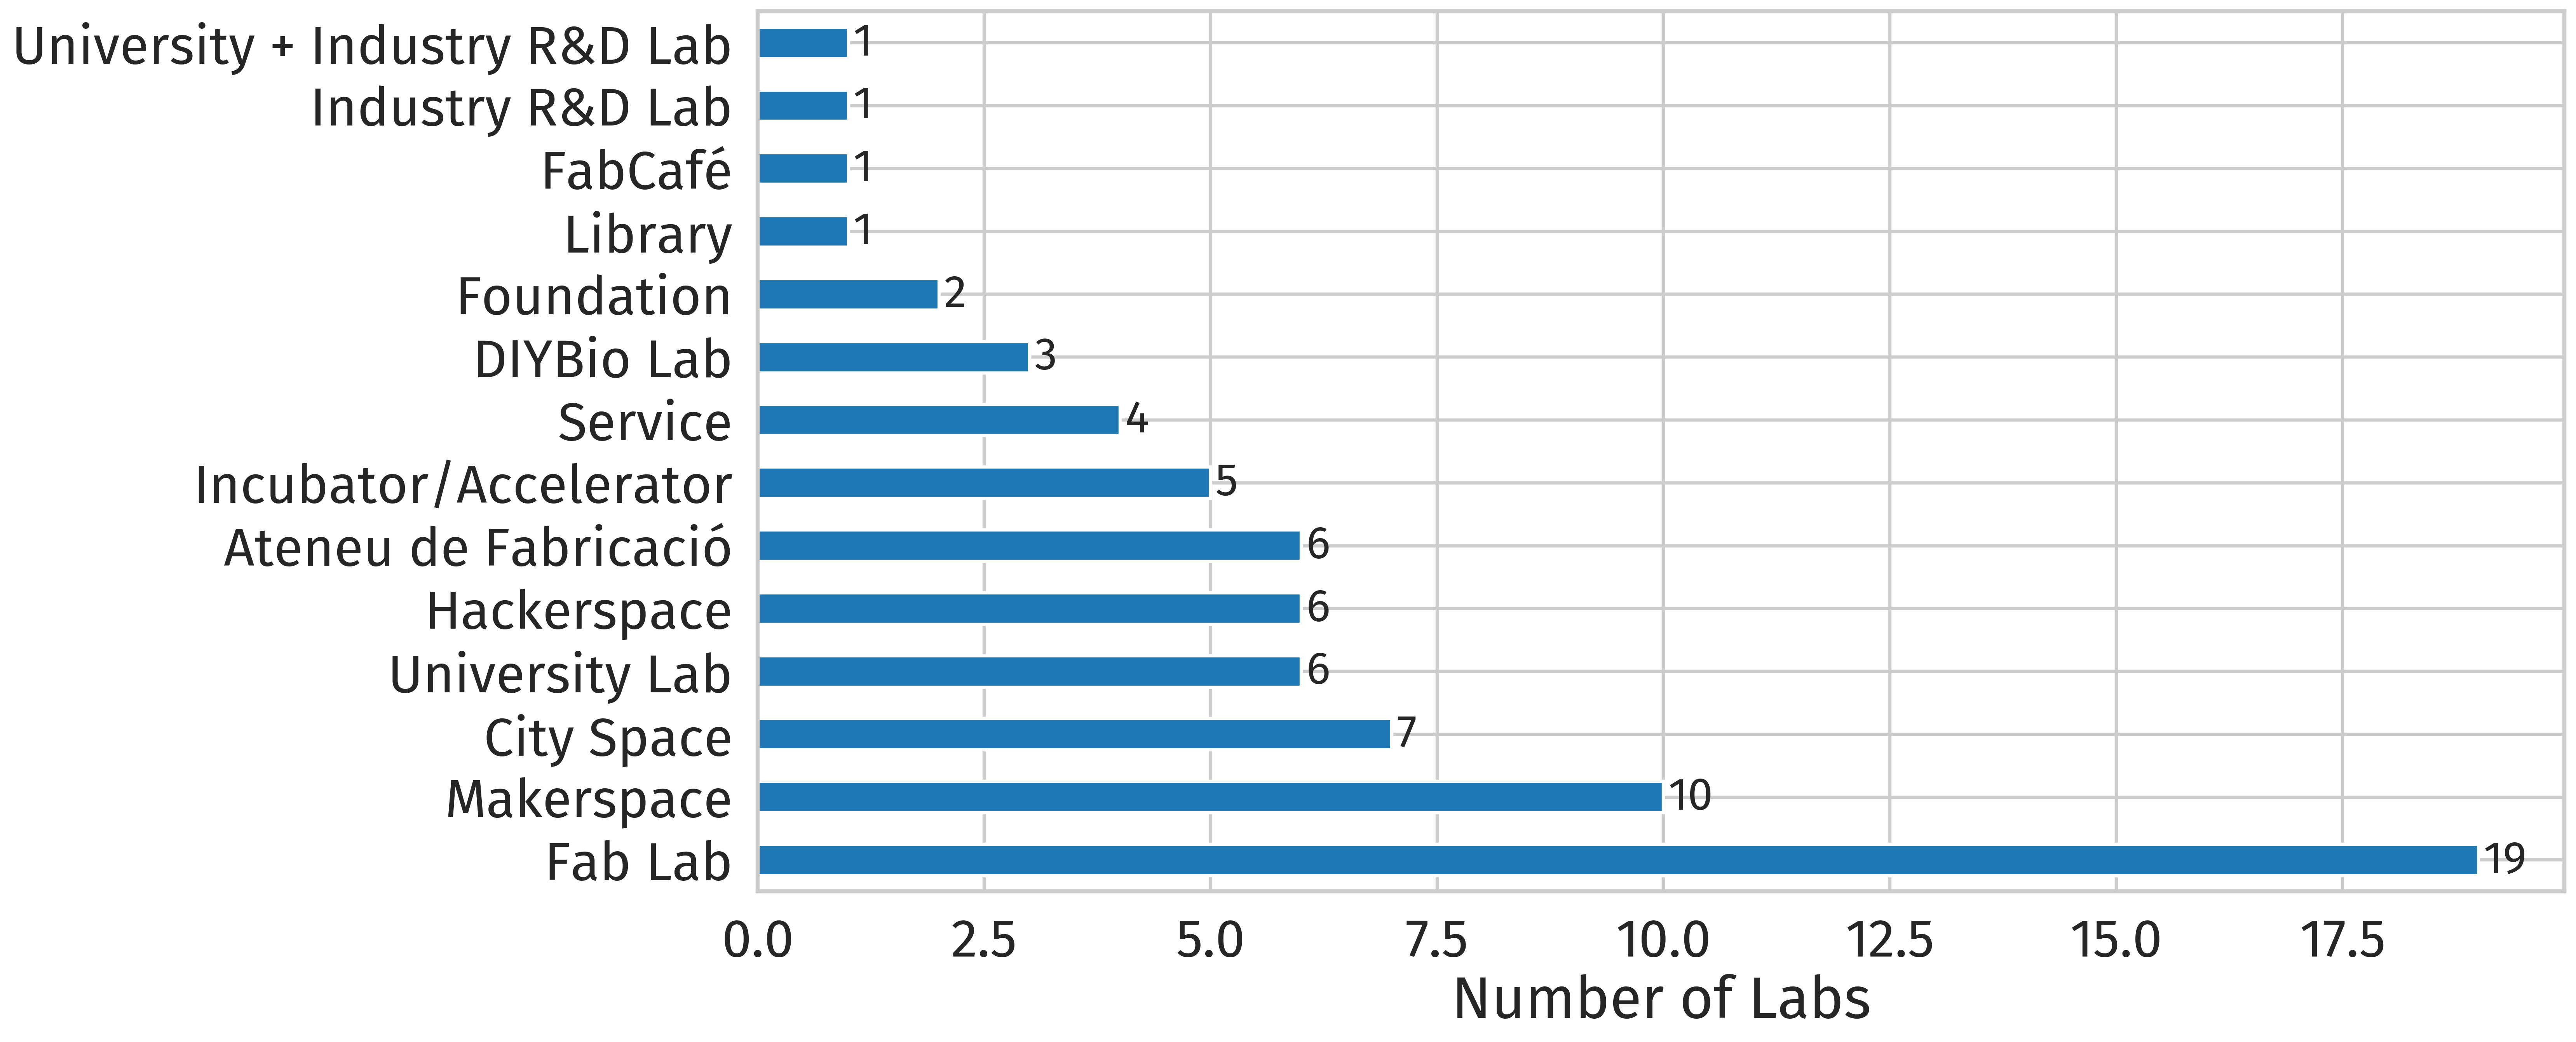 University + Industry R&D Lab 1
Industry R&D Lab 1
FabCafé 1
Library 1
Foundation 2
DIYBio Lab 3
Service 4
Incubator/Accelerator 5
Ateneu de Fabricació 6
Hackerspace 6
University Lab 6
City Space 7
Makerspace 10
Fab Lab 19
0.0 2.5 5.0 7.5 10.0 12.5 15.0 17.5
Number of Labs